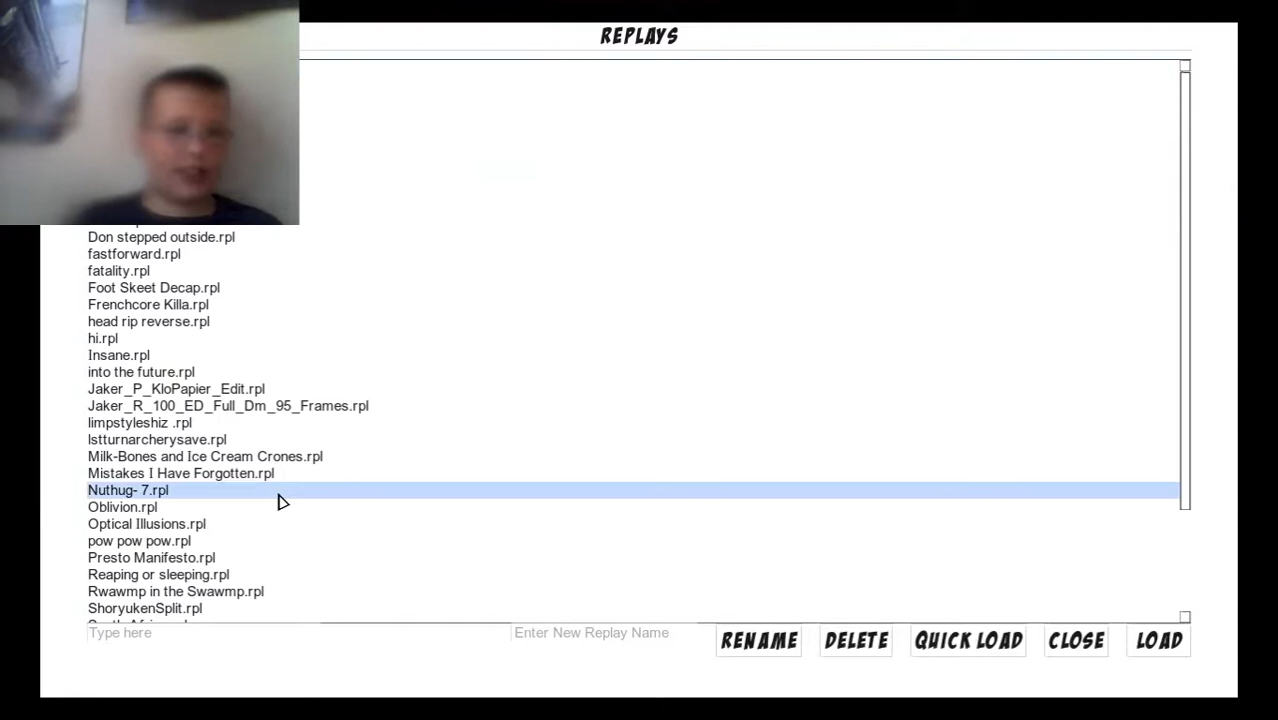 REPLAYS
Don stepped outside.rpl
fastforward.rpl
fatality.rpl
Foot Skeet Decap.rpl
Frenchcore Killa.rpl
head rip reverse.rpl
hi.rpl
Insane.rpl
into the future.rpl
Jaker_P_KloPapier_Edit.rpl
Jaker_R_100_ED_Full_Dm_95_Frames.rpl
limpstyleshiz .rpl
lstturnarcherysave.rpl
Milk-Bones and Ice Cream Crones.rpl
Mistakes I Have Forgotten.rpl
Nuthug- 7.rpl
Oblivion.rpl
Optical Illusions.rpl
pow pow pow.rpl
Presto Manifesto.rpl
Reaping or sleeping.rpl
Rwawmp in the Swawmp.rpl
ShoryukenSplit.rpl
Type here Enter New Replay Name RENAME DELETE QUICK LOAD CLOSE LOAD